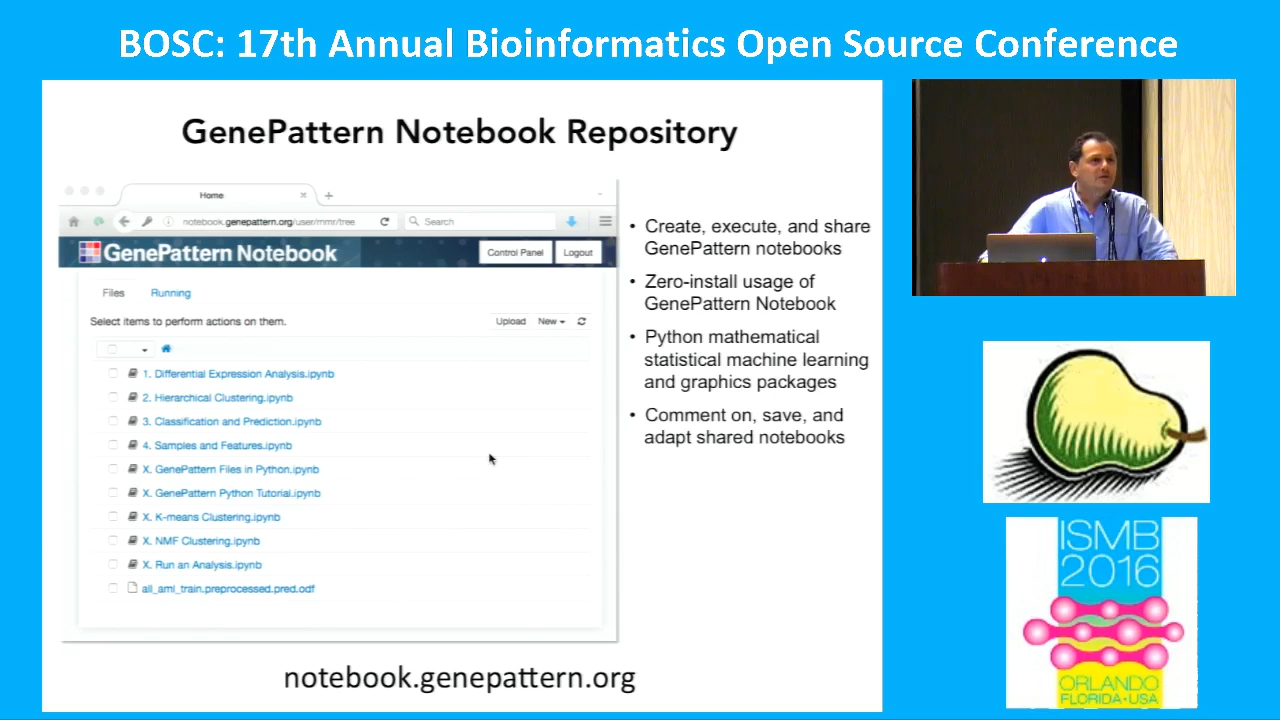 BOSC: 17th Annual Bioinformatics Open Source Conference
GenePattern Notebook Repository
Home
notebook.genepattern.org/user/mmr/tree
Search
GenePattern Notebook
Control Panel
Logout
Files
Running
Select items to perform actions on them.
Upload
New
1. Differential Expression Analysis.ipynb
2. Hierarchical Clustering.ipynb
3. Classification and Prediction.ipynb
4. Samples and Features.ipynb
X. GenePattern Files in Python.ipynb
X. GenePattern Python Tutorial.ipynb
X. K-means Clustering.ipynb
X. NMF Clustering.ipynb
X. Run an Analysis.ipynb
all_aml_train.preprocessed.pred.odf
• Create, execute, and share
GenePattern notebooks
• Zero-install usage of
GenePattern Notebook
• Python mathematical
statistical machine learning
and graphics packages
• Comment on, save, and
adapt shared notebooks
notebook.genepattern.org
ISMB
2016
ORLANDO
FLORIDA • USA